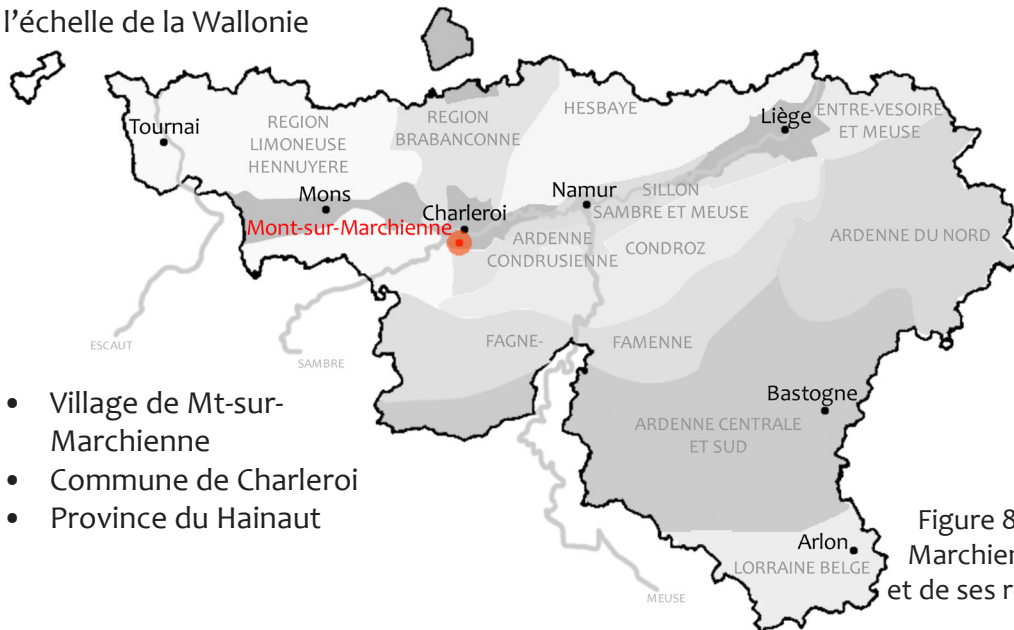 l’échelle de la Wallonie
Tournai
REGION
LIMONEUSE
HENNUYERE
REGION
BRABANCONNE
HESBAYE
Liège
ENTRE-VESOIRE
ET MEUSE
Mons
Mont-sur-Marchienne
Charleroi
Namur
SILLON
SAMBRE ET MEUSE
ARDENNE
CONDRUSIENNE
CONDROZ
ARDENNE DU NORD
ESCAUT
SAMBRE
FAGNE-
FAMENNE
• Village de Mt-sur-
Marchienne
• Commune de Charleroi
• Province du Hainaut
Bastogne
ARDENNE CENTRALE
ET SUD
Arlon
LORRAINE BELGE
MEUSE
Figure 8
Marchien
et de ses r